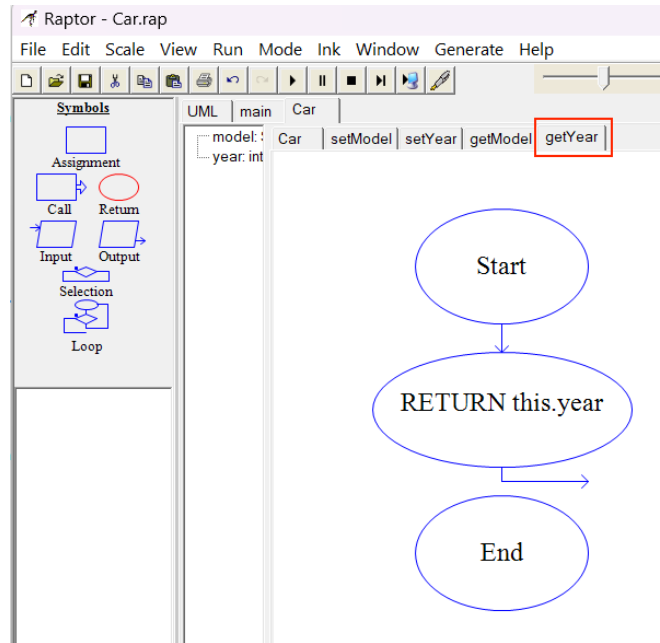 Raptor - Car.rap
File Edit Scale View Run Mode Ink Window Generate Help
Symbols
Assignment
Call Return
Input Output
Selection
Loop
UML main Car
model: S
year: int
Car setModel setYear getModel getYear
Start
RETURN this.year
End